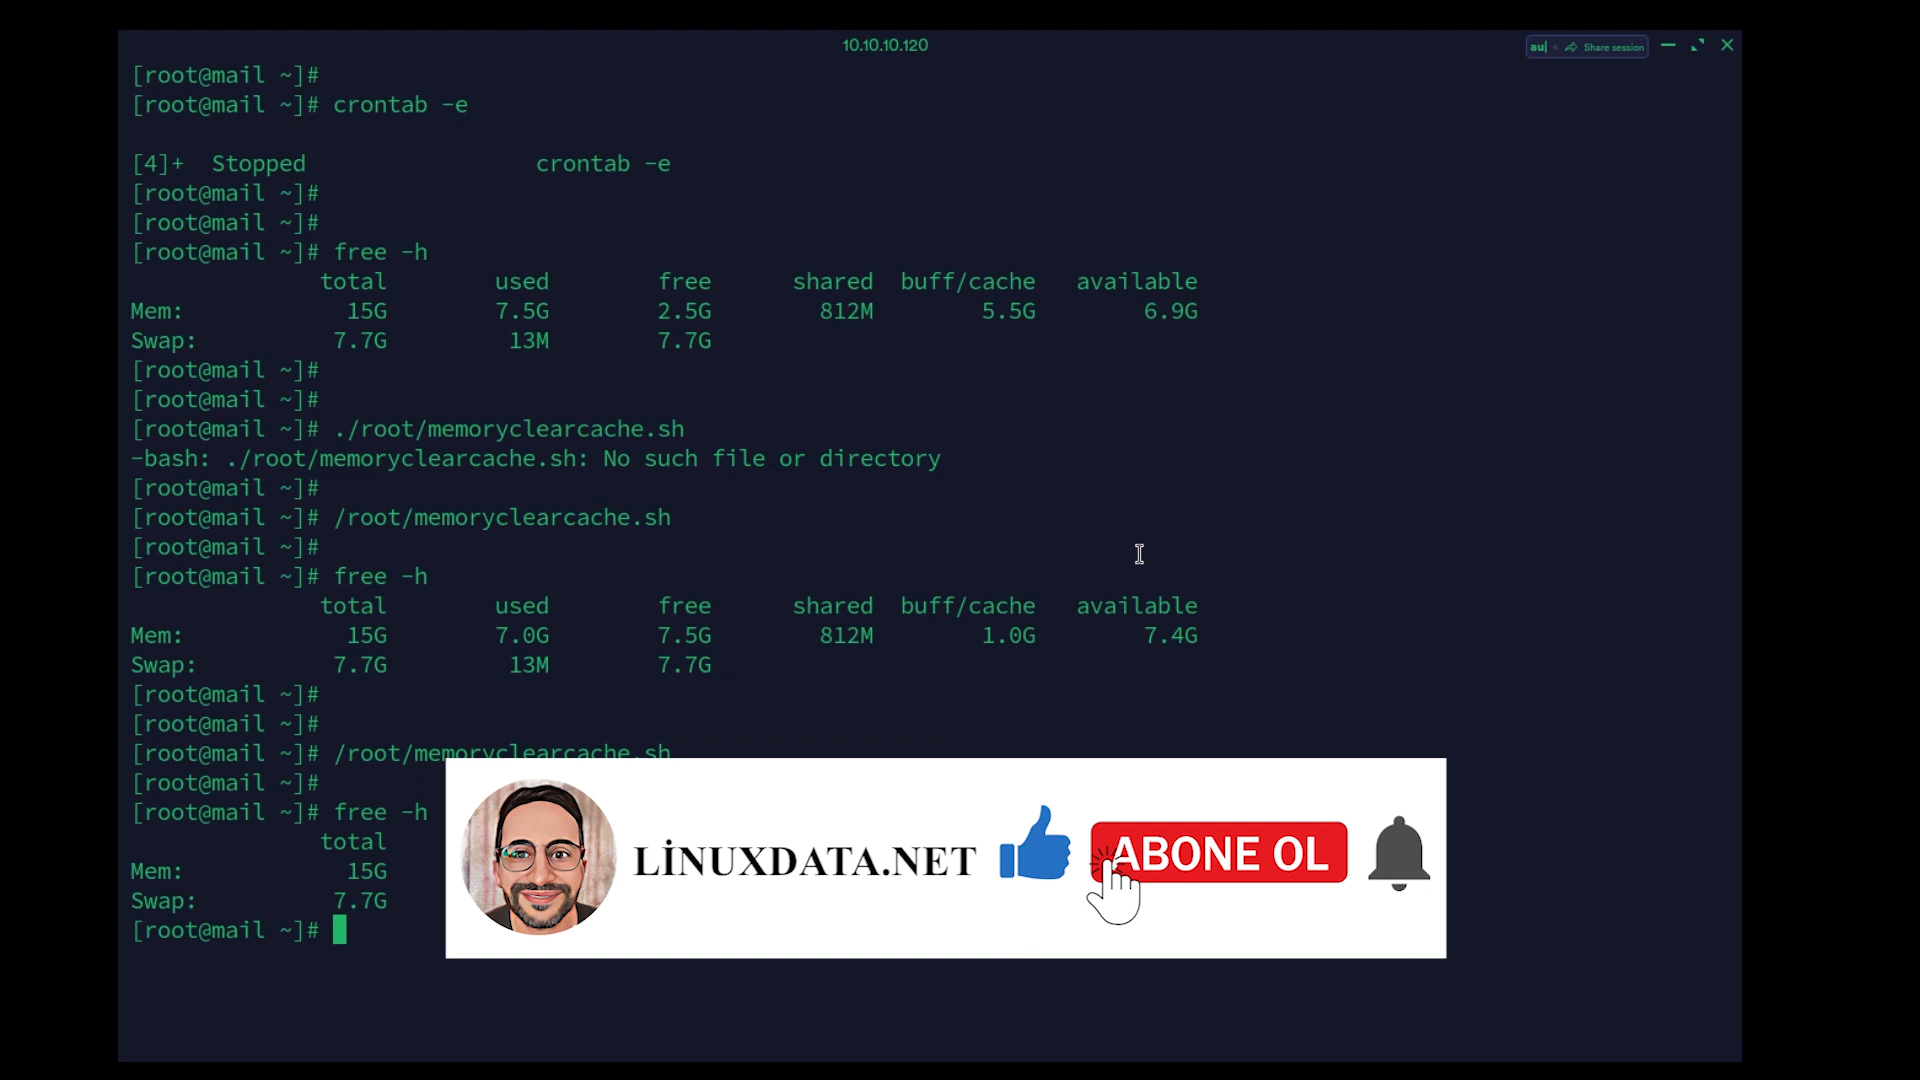 10.10.10.120
au| Share session
[root@mail ~]#
[root@mail ~]# crontab -e
[4]+  Stopped                 crontab -e
[root@mail ~]#
[root@mail ~]#
[root@mail ~]# free -h
              total        used        free      shared  buff/cache   available
Mem:            15G        7.5G        2.5G        812M        5.5G        6.9G
Swap:          7.7G         13M        7.7G
[root@mail ~]#
[root@mail ~]#
[root@mail ~]# ./root/memoryclearcache.sh
-bash: ./root/memoryclearcache.sh: No such file or directory
[root@mail ~]#
[root@mail ~]# /root/memoryclearcache.sh
[root@mail ~]#
[root@mail ~]# free -h
              total        used        free      shared  buff/cache   available
Mem:            15G        7.0G        7.5G        812M        1.0G        7.4G
Swap:          7.7G         13M        7.7G
[root@mail ~]#
[root@mail ~]#
[root@mail ~]# /root/memoryclearcache.sh
[root@mail ~]#
[root@mail ~]# free -h
              total
Mem:            15G
Swap:          7.7G
[root@mail ~]#
LİNUXDATA.NET
ABONE OL